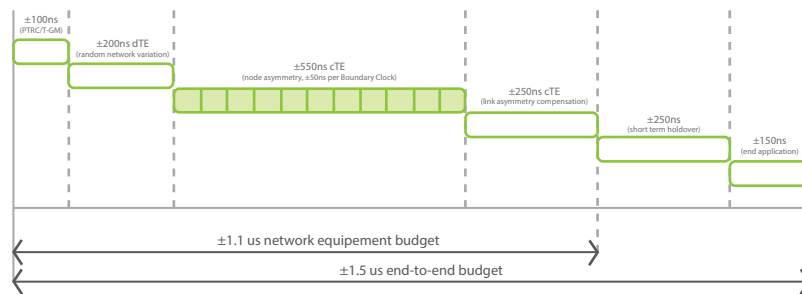 ±100ns
(PTRC/T-GM)
±200ns dTE
(random network variation)
±550ns cTE
(node asymmetry, ±50ns per Boundary Clock)
±250ns cTE
(link asymmetry compensation)
±250ns
(short term holdover)
±150ns
(end application)
±1.1 us network equipement budget
±1.5 us end-to-end budget